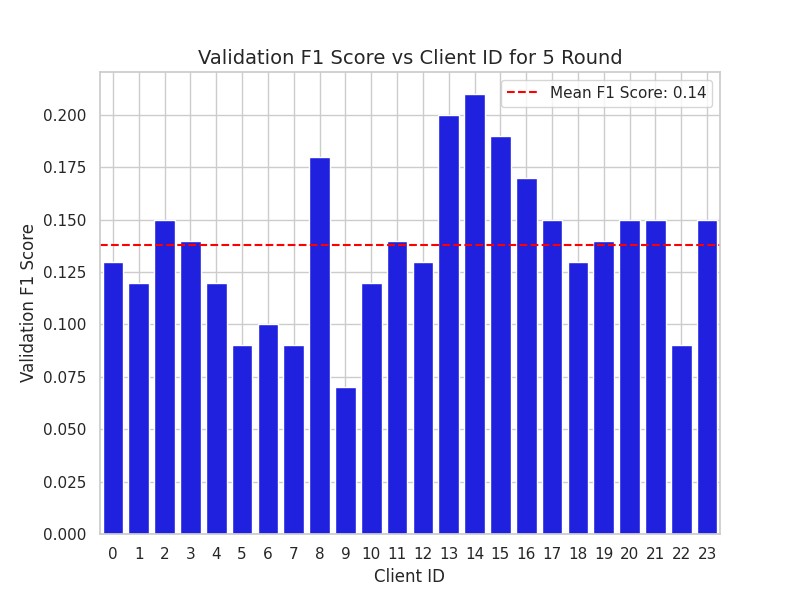 Validation F1 Score vs Client ID for 5 Round
Mean F1 Score: 0.14
Validation F1 Score
0.200
0.175
0.150
0.125
0.100
0.075
0.050
0.025
0.000
0 1 2 3 4 5 6 7 8 9 10 11 12 13 14 15 16 17 18 19 20 21 22 23
Client ID